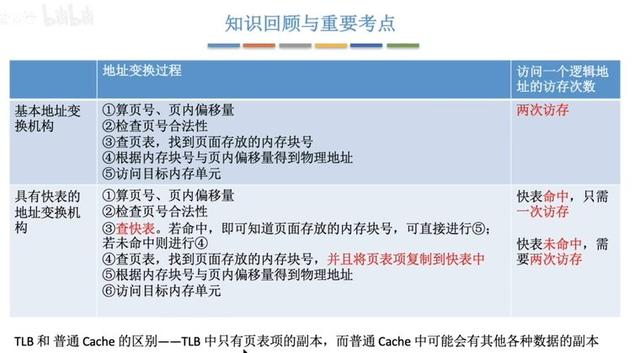 bilibili
知识回顾与重要考点
地址变换过程
访问一个逻辑地
址的访存次数
基本地址变
换机构
①算页号、页内偏移量
②检查页号合法性
③查页表，找到页面存放的内存块号
④根据内存块号与页内偏移量得到物理地址
⑤访问目标内存单元
两次访存
具有快表的
地址变换机
构
①算页号、页内偏移量
②检查页号合法性
③查快表。若命中，即可知道页面存放的内存块号，可直接进行⑤；
若未命中则进行④
④查页表，找到页面存放的内存块号，并且将页表项复制到快表中
⑤根据内存块号与页内偏移量得到物理地址
⑥访问目标内存单元
快表命中，只需
一次访存
快表未命中，需
要两次访存
TLB 和 普通 Cache 的区别——TLB 中只有页表项的副本，而普通 Cache 中可能会有其他各种数据的副本